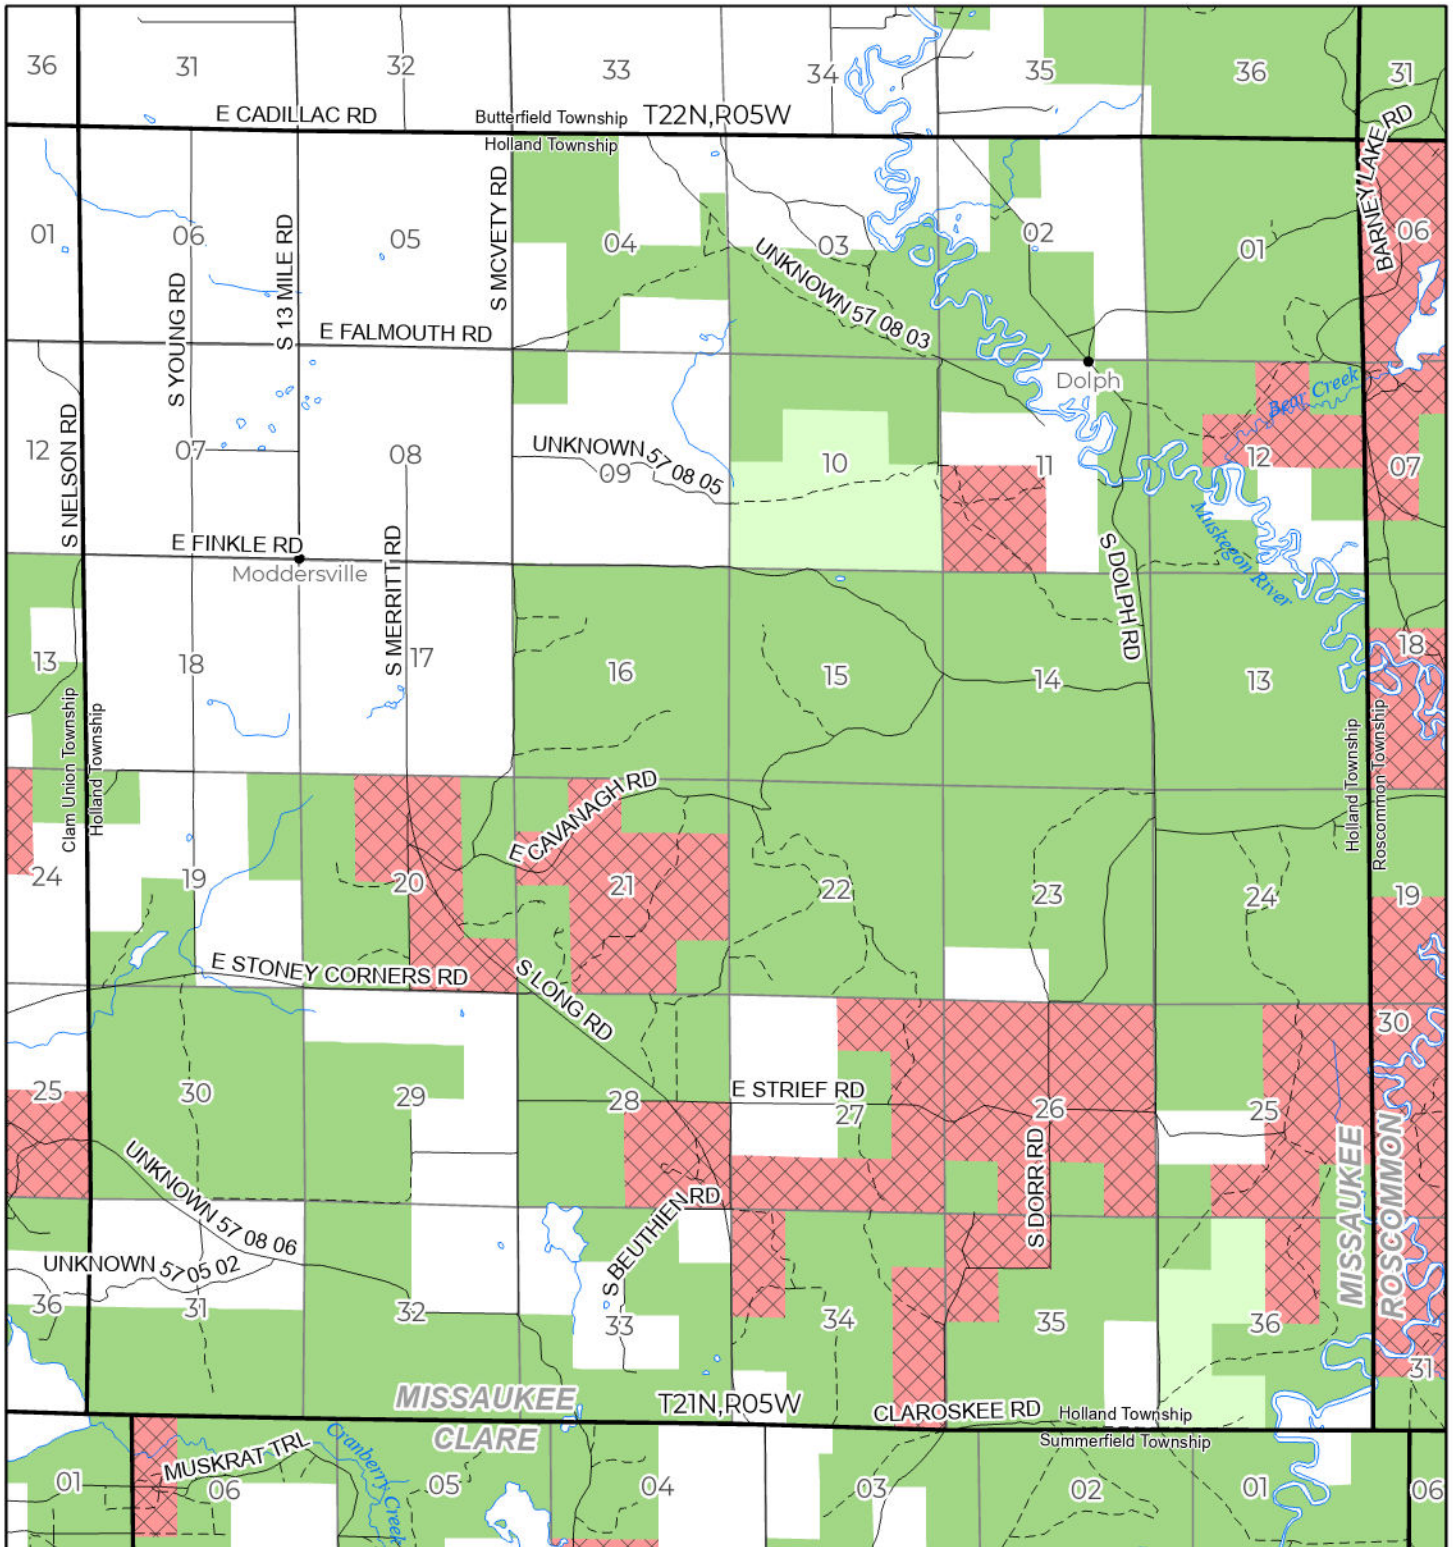 36
31
32
33
34
35
36
31
E CADILLAC RD
Butterfield Township
T22N,R05W
Holland Township
BARNEY LAKE RD
S MCVETY RD
S 13 MILE RD
S YOUNG RD
01
06
05
04
03
02
01
06
UNKNOWN 57 08 03
E FALMOUTH RD
Dolph
Bear Creek
S NELSON RD
12
07
08
UNKNOWN 57 08 05
09
10
11
12
07
Muskegon River
E FINKLE RD
Moddersville
S MERRITT RD
S DOLPH RD
13
18
17
16
15
14
13
18
Clam Union Township
Holland Township
Holland Township
Roscommon Township
E CAVANAGH RD
24
19
20
21
22
23
24
19
E STONEY CORNERS RD
S LONG RD
30
25
30
29
28
E STRIEF RD
27
26
25
S DORR RD
MISSAUKEE
ROSCOMMON
UNKNOWN 57 08 06
UNKNOWN 57 05 02
S BEUTHIEN RD
36
31
32
33
34
35
36
31
MISSAUKEE
T21N,R05W
CLAROSKEE RD
Holland Township
CLARE
Summerfield Township
MUSKRAT TRL
Cranberry Creek
01
06
05
04
03
02
01
06